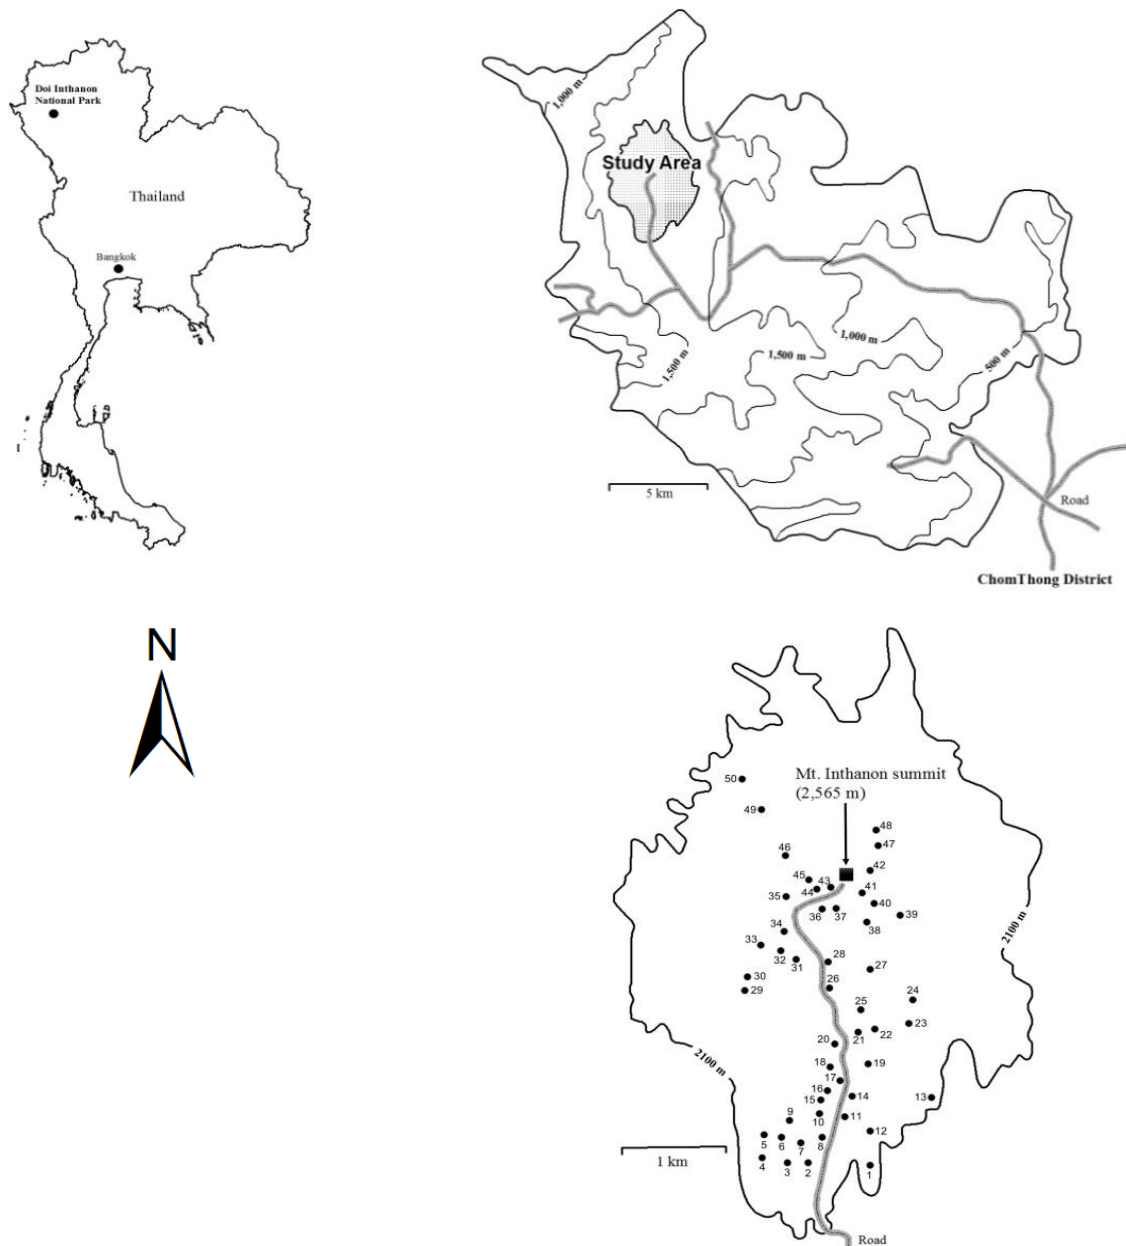 Doi Inthanon
National Park
Thailand
Bangkok
1,000 m
Study Area
1,000 m
1,500 m
1,500 m
500 m
5 km
Road
ChomThong District
N
Mt. Inthanon summit
(2,565 m)
50
49
48
47
46
42
45
43
44
41
35
40
36
37
39
38
34
33
32
31
28
27
30
29
26
24
25
23
22
21
20
19
18
17
16
15
14
13
12
11
10
9
8
7
6
5
4
3
2
1
2100 m
2100 m
1 km
Road